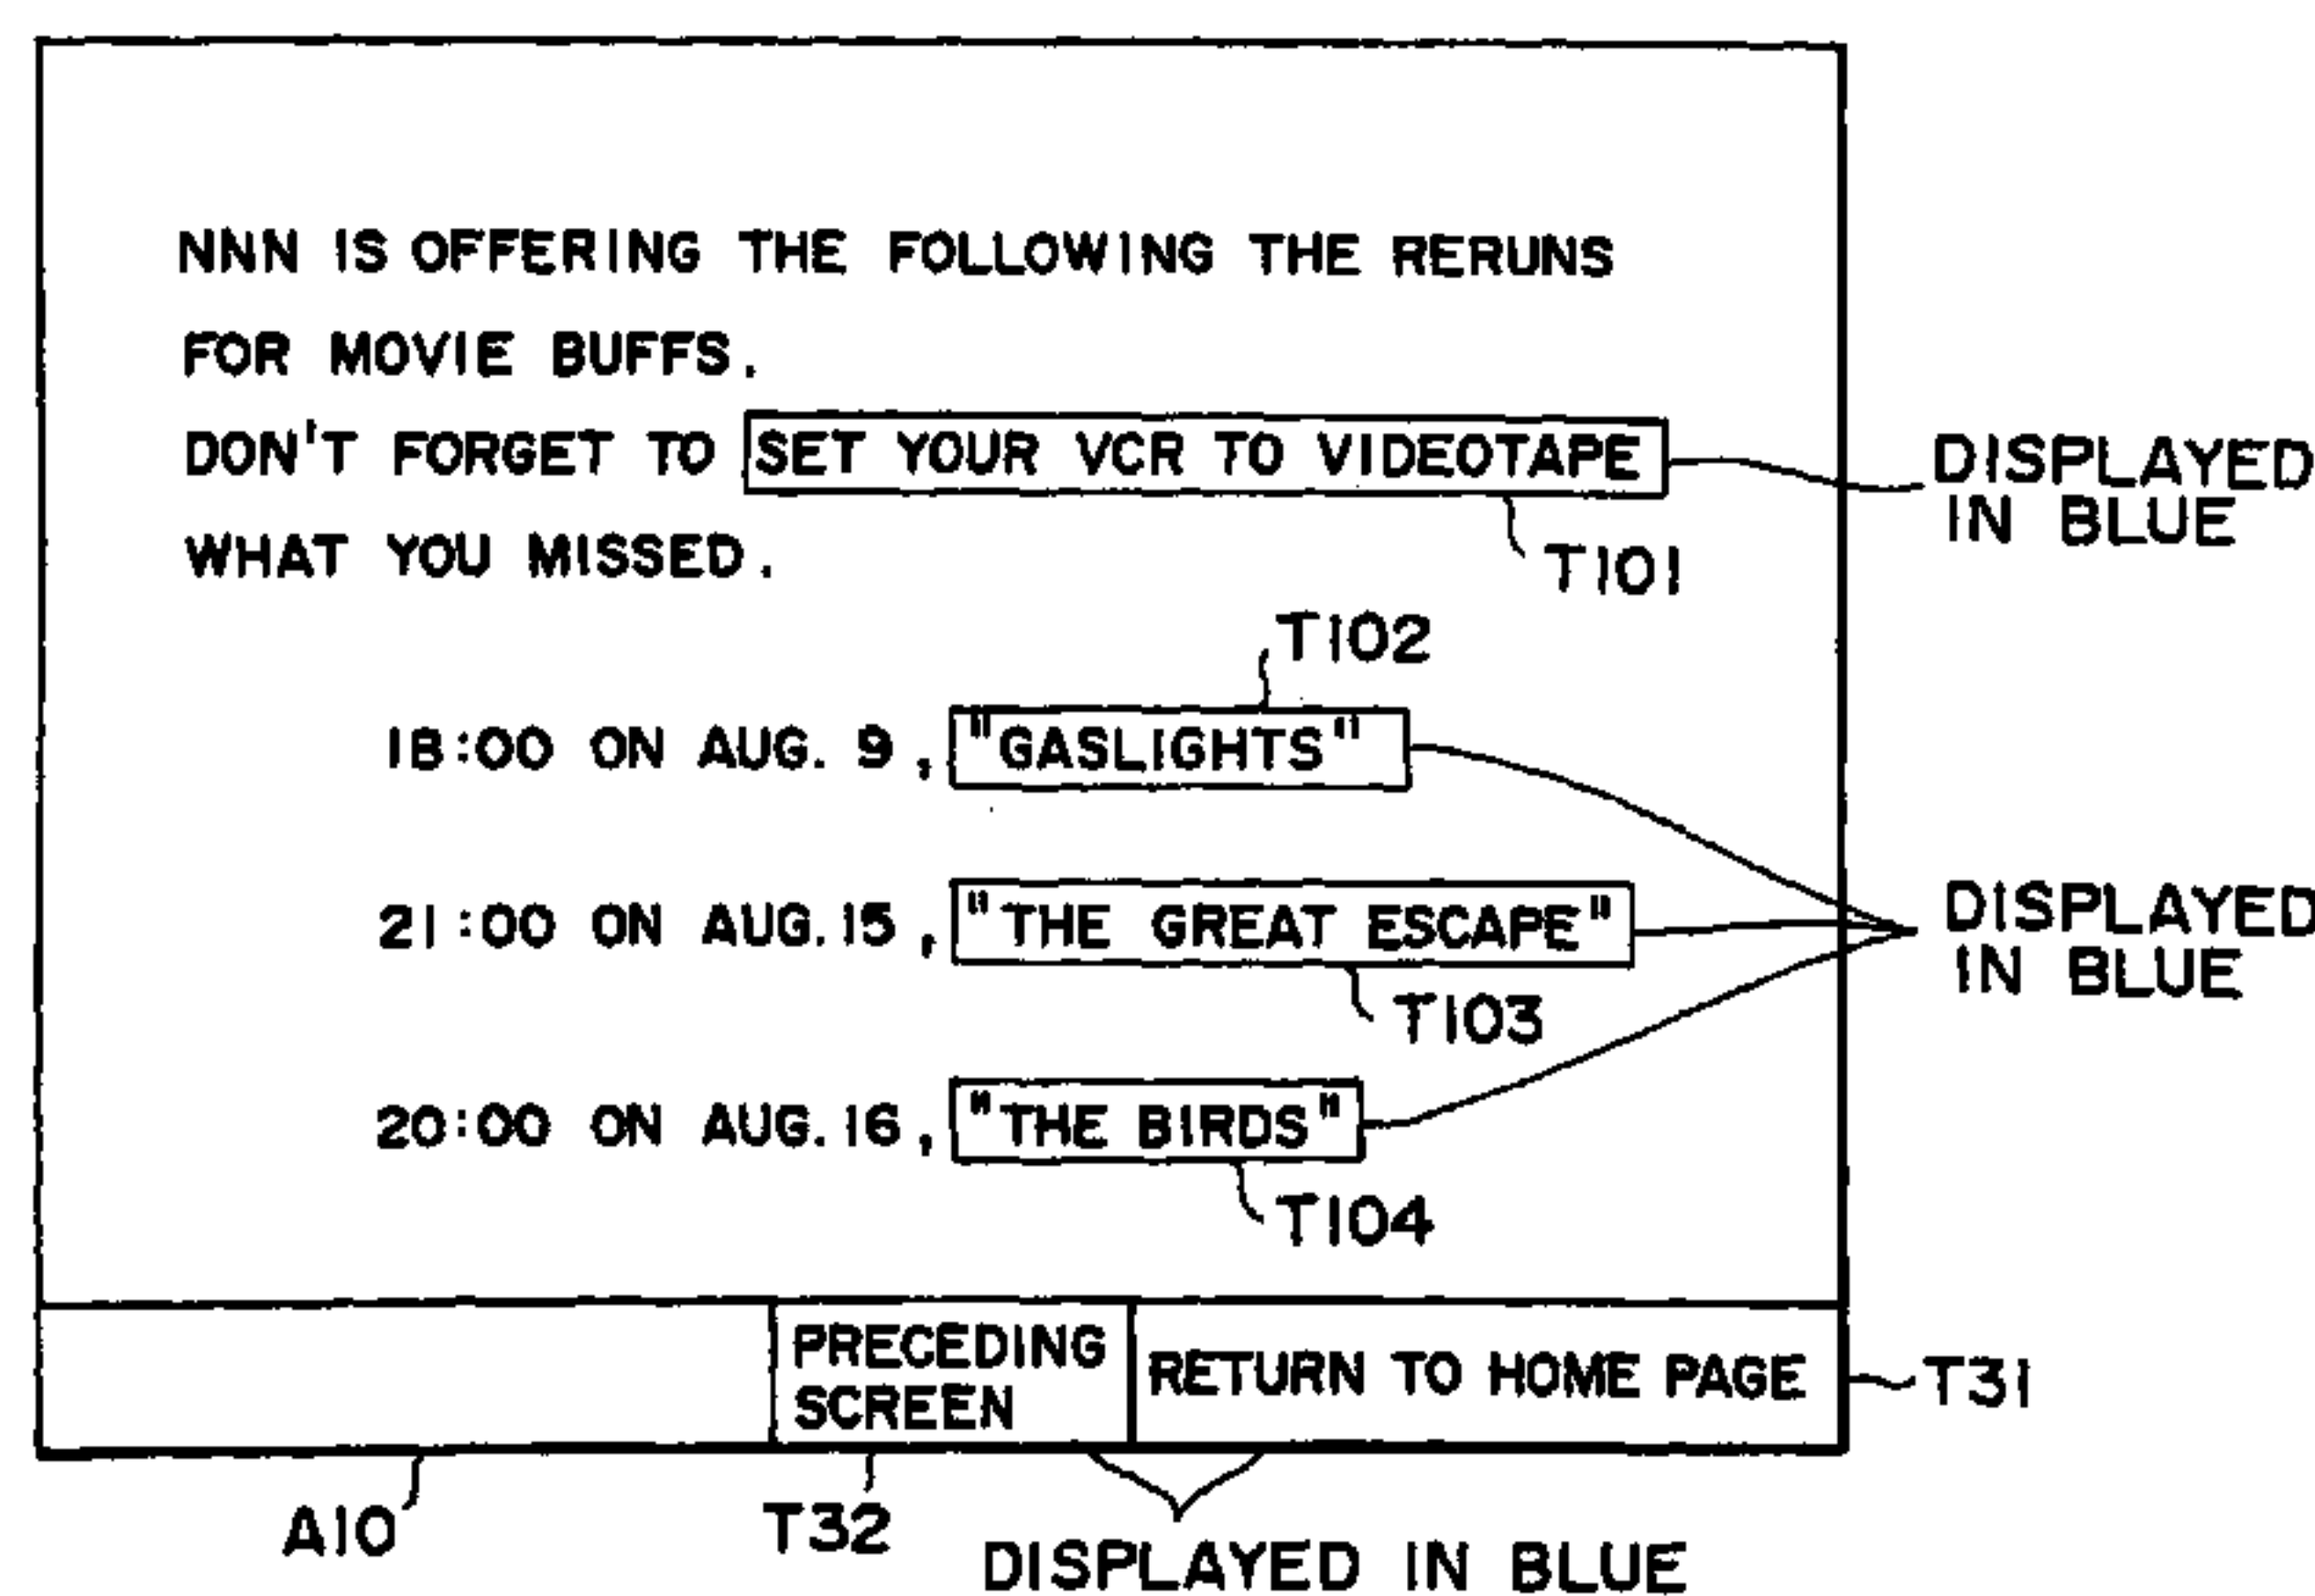 NNN IS OFFERING THE FOLLOWING THE RERUNS
FOR MOVIE BUFFS.
DON'T FORGET TO SET YOUR VCR TO VIDEOTAPE
WHAT YOU MISSED.
DISPLAYED
IN BLUE
T101
T102
18:00 ON AUG. 9, "GASLIGHTS"
21:00 ON AUG. 15, "THE GREAT ESCAPE"
DISPLAYED
IN BLUE
T103
20:00 ON AUG. 16, "THE BIRDS"
T104
PRECEDING
SCREEN
RETURN TO HOME PAGE
T31
A10
T32
DISPLAYED IN BLUE